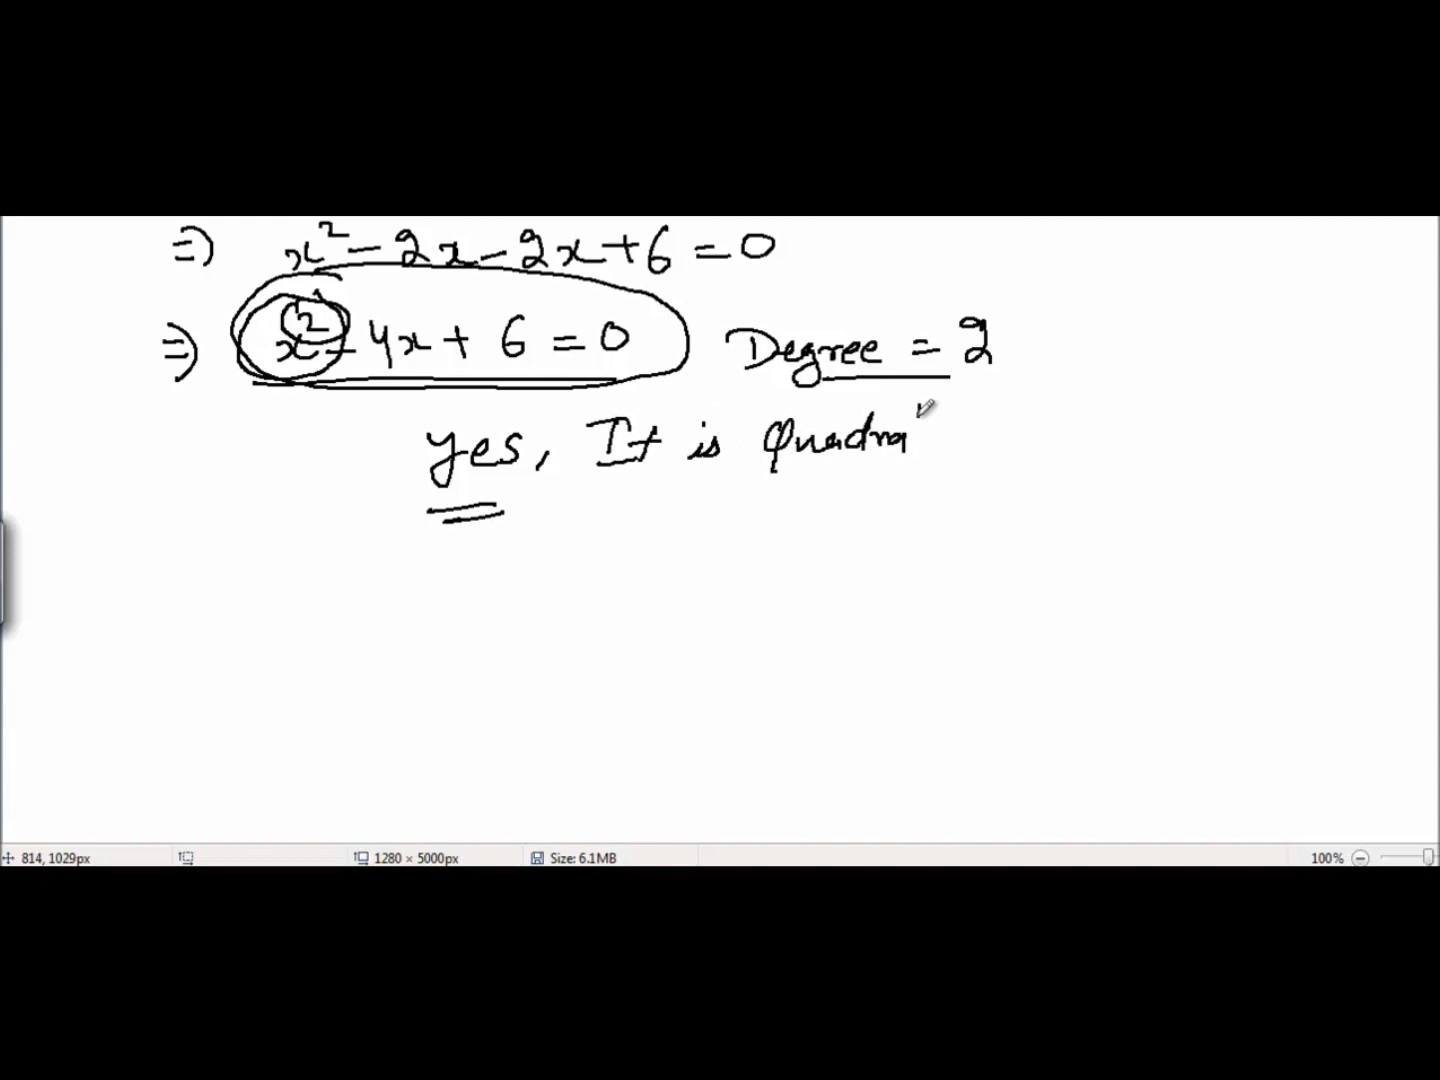 => x² - 2x - 2x + 6 = 0
=> x² - 4x + 6 = 0 Degree = 2
yes, It is Quadra
814, 1029px 1280 × 5000px Size: 6.1MB 100%